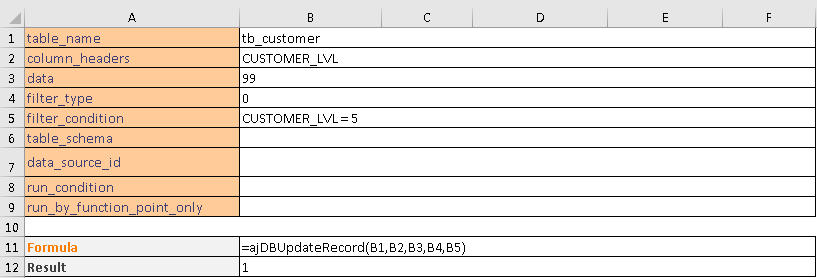 A B C D E F
1 table_name tb_customer
2 column_headers CUSTOMER_LVL
3 data 99
4 filter_type 0
5 filter_condition CUSTOMER_LVL = 5
6 table_schema
7 data_source_id
8 run_condition
9 run_by_function_point_only
10
11 Formula =ajDBUpdateRecord(B1,B2,B3,B4,B5)
12 Result 1